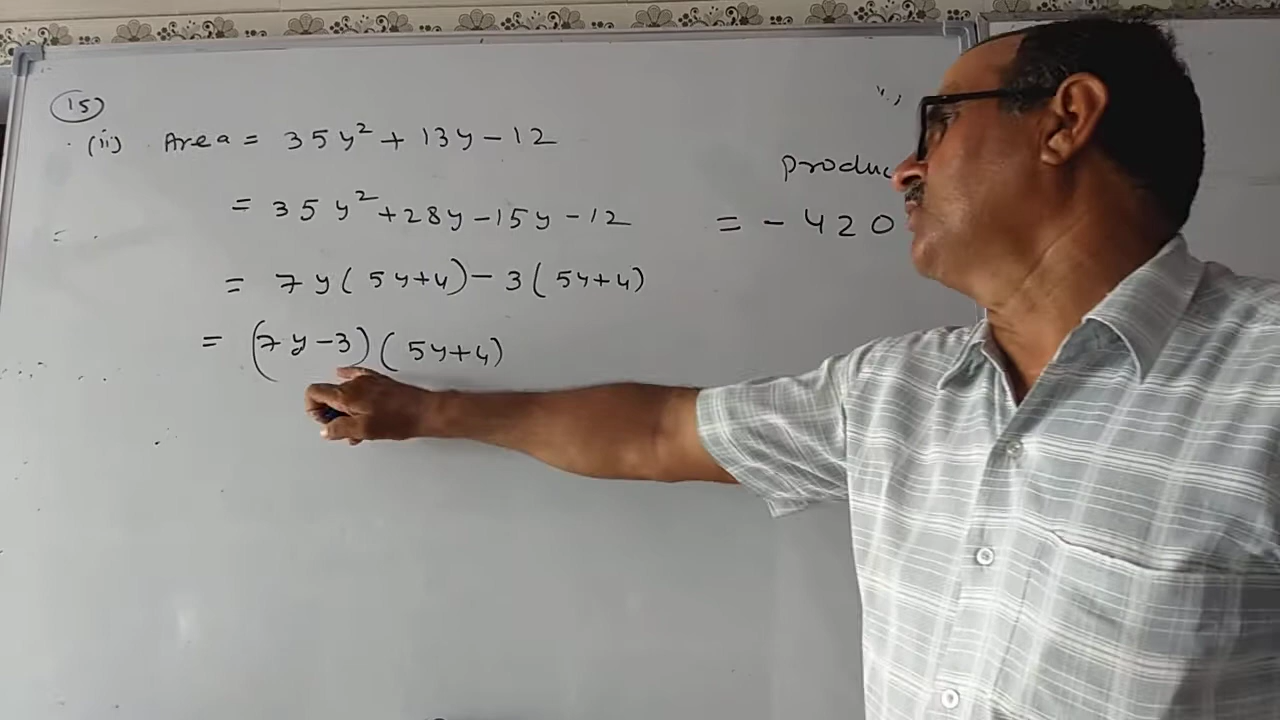 15
(ii) Area = 35y² + 13y - 12
= 35y² + 28y - 15y - 12
= 7y(5y+4) - 3(5y+4)
= (7y-3)(5y+4)
produc
= - 420